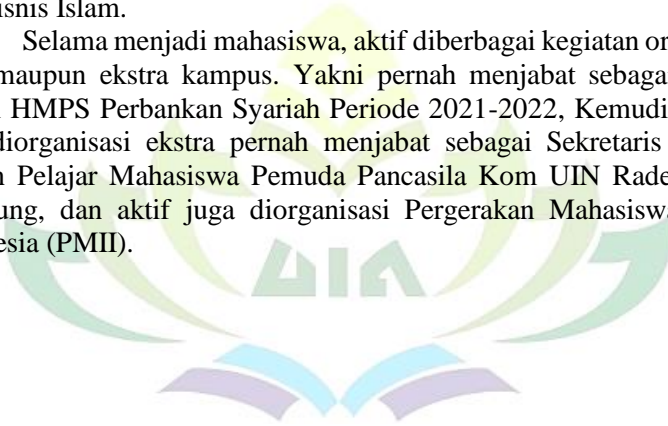 isnis Islam.
Selama menjadi mahasiswa, aktif diberbagai kegiatan or
maupun ekstra kampus. Yakni pernah menjabat sebaga
HMPS Perbankan Syariah Periode 2021-2022, Kemudi
diorganisasi ekstra pernah menjabat sebagai Sekretaris
Pelajar Mahasiswa Pemuda Pancasila Kom UIN Rade
ung, dan aktif juga diorganisasi Pergerakan Mahasiswa
esia (PMII).
UIN